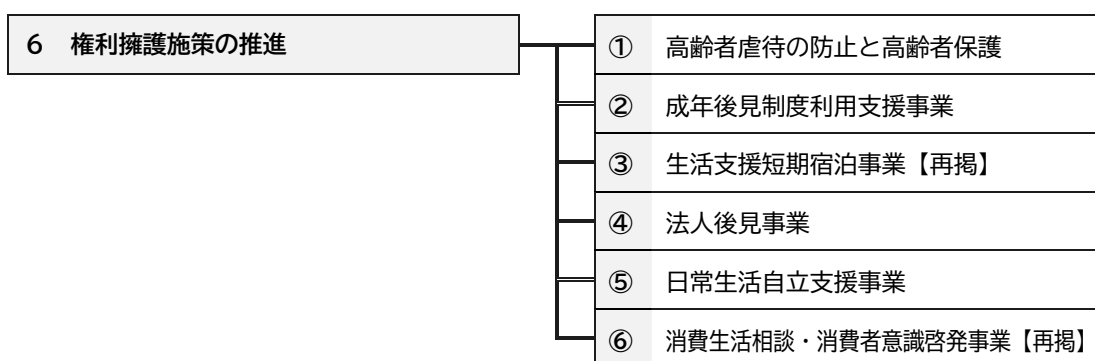 6 権利擁護施策の推進
① 高齢者虐待の防止と高齢者保護
② 成年後見制度利用支援事業
③ 生活支援短期宿泊事業【再掲】
④ 法人後見事業
⑤ 日常生活自立支援事業
⑥ 消費生活相談・消費者意識啓発事業【再掲】